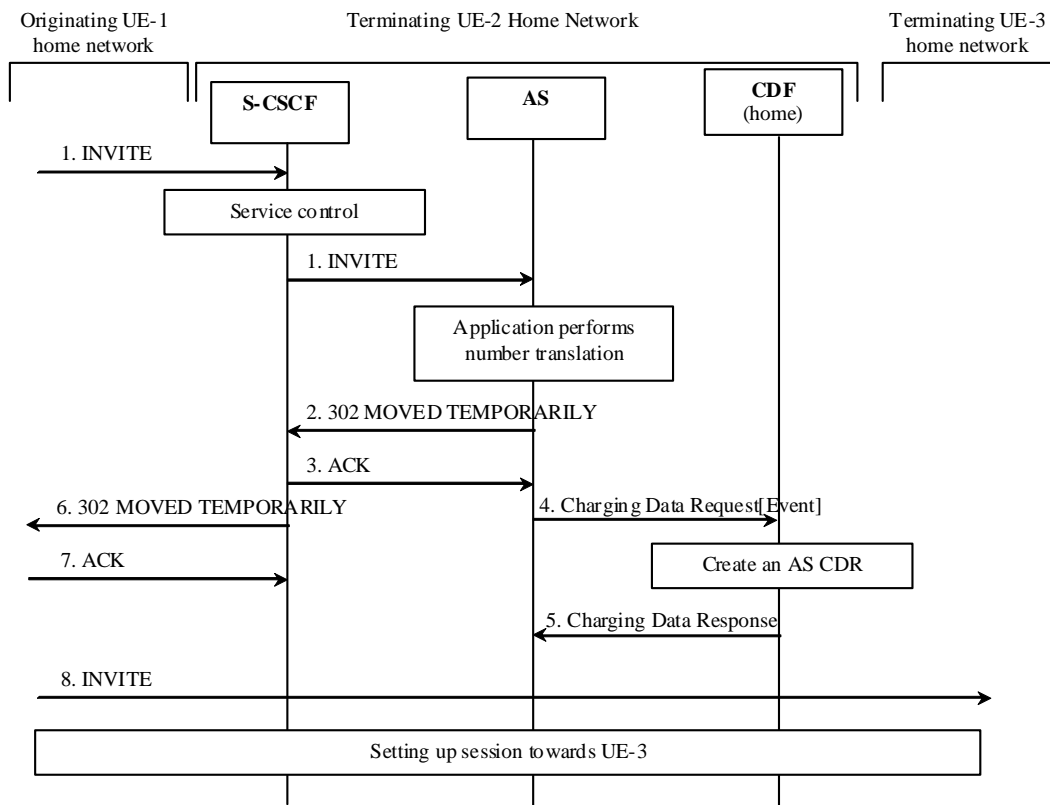 Originating UE-1
home network
Terminating UE-2 Home Network
Terminating UE-3
home network
S-CSCF
AS
CDF
(home)
1. INVITE
Service control
1. INVITE
Application performs
number translation
2. 302 MOVED TEMPORARILY
3. ACK
6. 302 MOVED TEMPORARILY
4. Charging Data Request[Event]
7. ACK
Create an AS CDR
5. Charging Data Response
8. INVITE
Setting up session towards UE-3